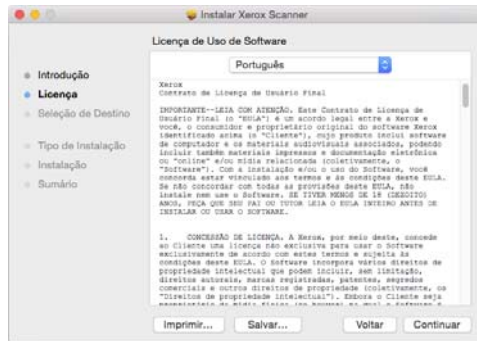 Instalar Xerox Scanner
Licença de Uso de Software
Introdução
Licença
Seleção de Destino
Tipo de Instalação
Instalação
Sumário
Português
Xerox
Contrato de Licença de Usuário Final
IMPORTANTE--LEIA COM ATENÇÃO. Este Contrato de Licença de
Usuário Final (o "EULA") é um acordo legal entre a Xerox e
você, o consumidor e proprietário original do software Xerox
identificado acima (o "Cliente"), cujo produto inclui software
de computador e os materiais audiovisuais associados, podendo
incluir também materiais impressos e documentação eletrônica
ou "online" e/ou mídia relacionada (coletivamente, o
"Software"). Com a instalação e/ou o uso do Software, você
concorda estar vinculado aos termos e às condições deste EULA.
Se não concordar com todas as provisões deste EULA, não
instale nem use o Software. SE TIVER MENOS DE 18 (DEZOITO)
ANOS, PEÇA QUE SEU PAI OU TUTOR LEIA O EULA INTEIRO ANTES DE
INSTALAR OU USAR O SOFTWARE.
1. CONCESSÃO DE LICENÇA. A Xerox, por meio deste, concede
ao Cliente uma licença não exclusiva para usar o Software
exclusivamente de acordo com estes termos e sujeita às
condições deste EULA. O Software incorpora vários direitos de
propriedade intelectual que podem incluir, sem limitação,
direitos autorais, marcas registradas, patentes, segredos
comerciais e outros direitos de propriedade (coletivamente, os
"Direitos de propriedade intelectual"). Embora o Cliente seja
Imprimir...
Salvar...
Voltar
Continuar